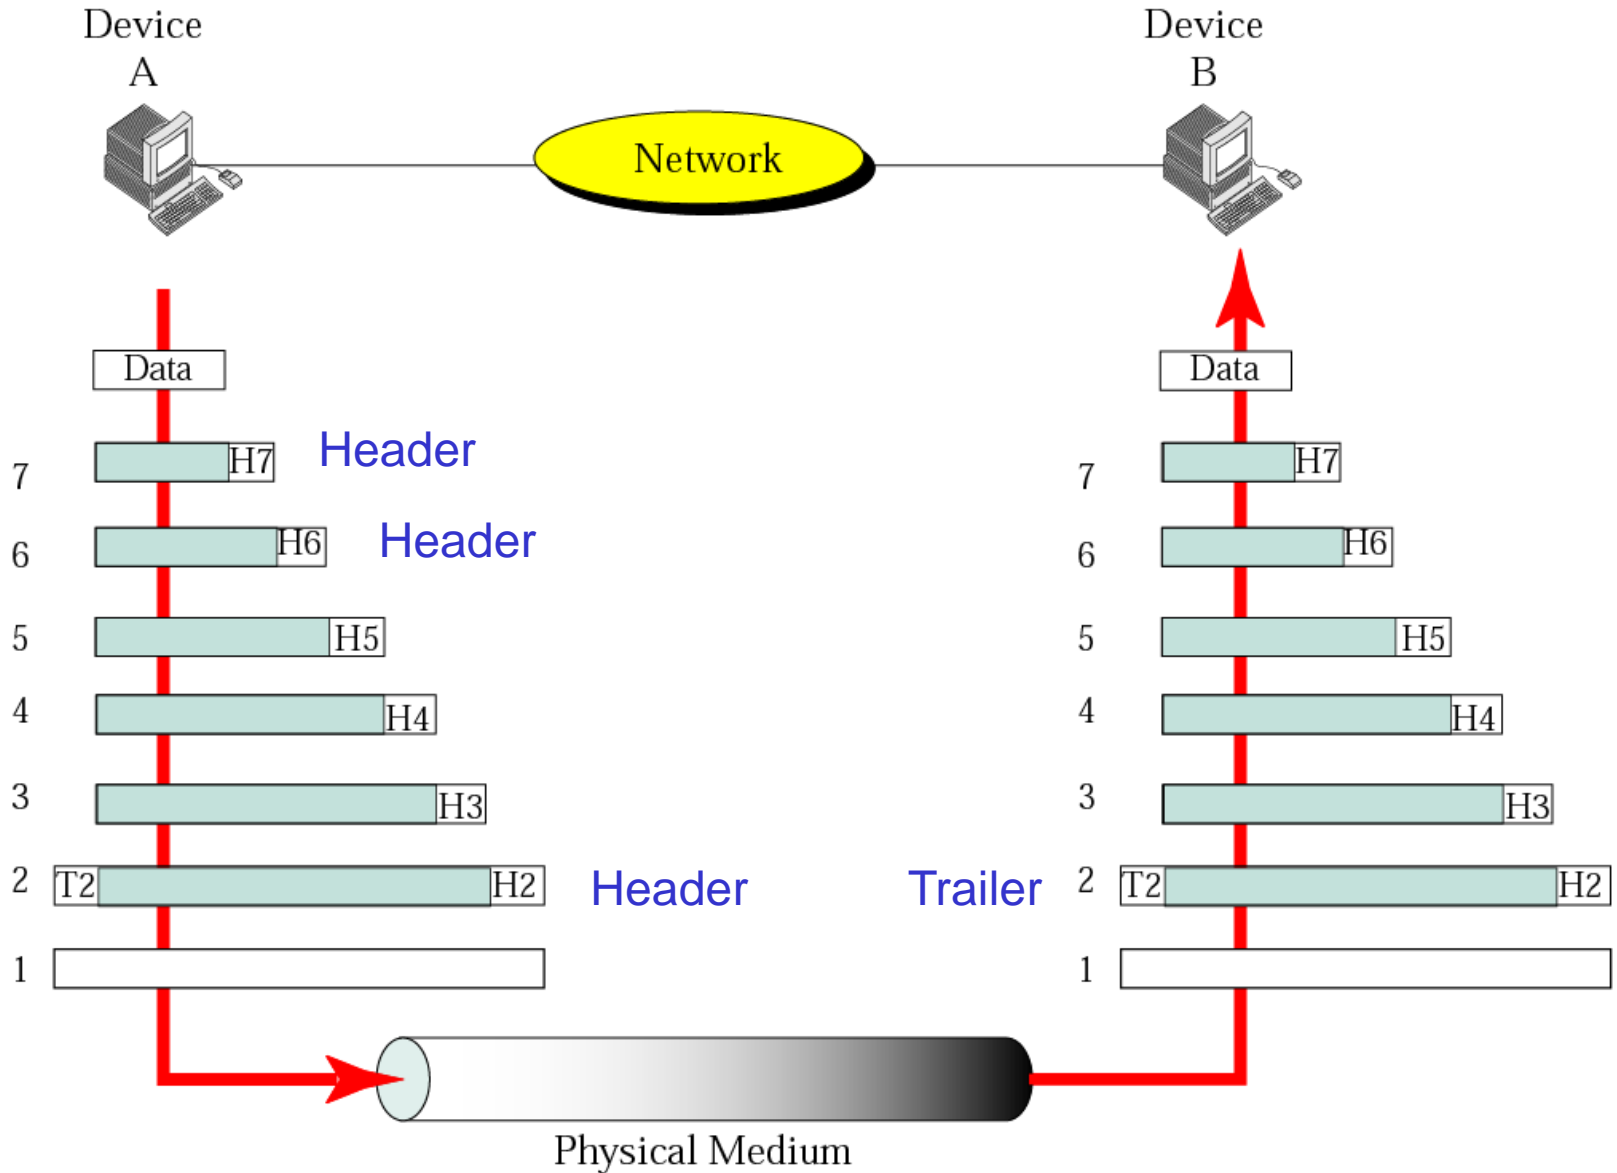 Device
A
Device
B
Network
Data
Data
7
H7
Header
7
H7
6
H6
Header
6
H6
5
H5
5
H5
4
H4
4
H4
3
H3
3
H3
2
T2
H2
Header
Trailer
2
T2
H2
1
1
Physical Medium